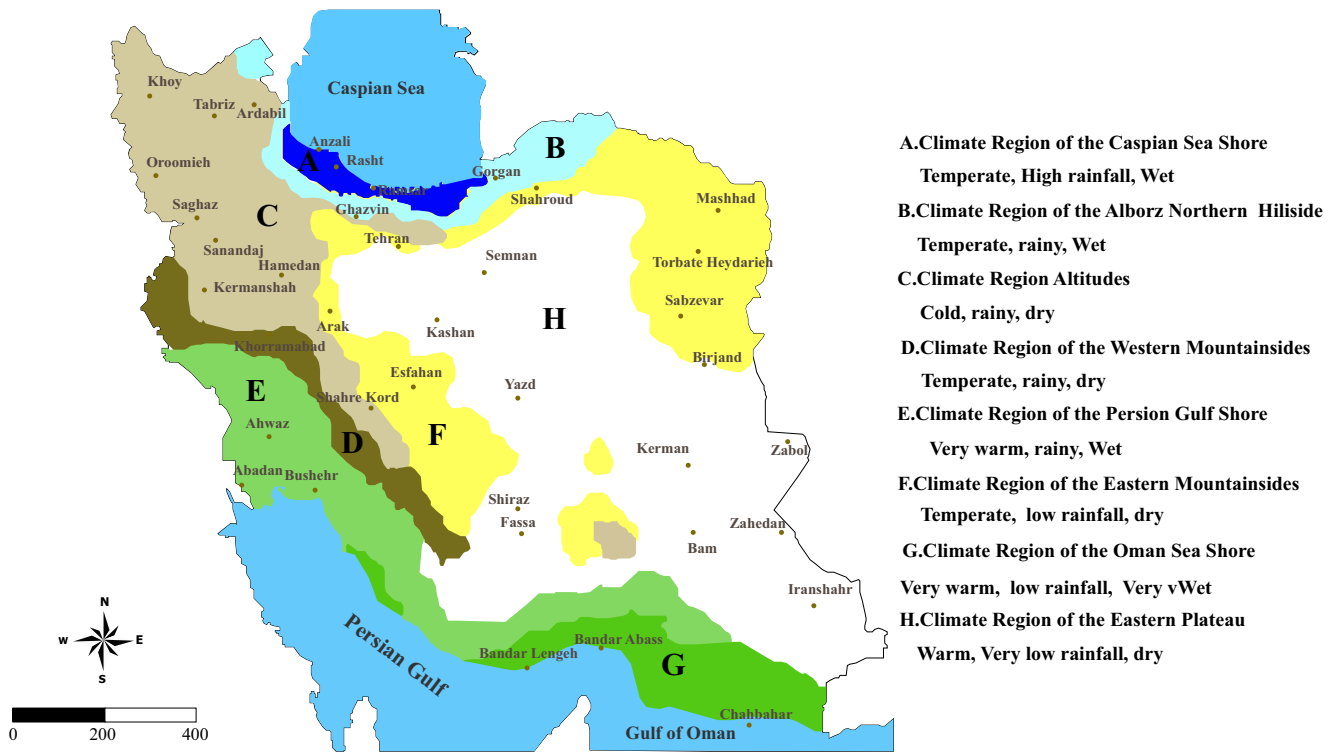 Khoy
Caspian Sea
Tabriz
Ardabil
Anzali
B
A
Rasht
Oroomieh
Gorgan
Ramsar
Shahroud
Mashhad
Saghaz
C
Ghazvin
Tehran
Sanandaj
Semnan
Torbate Heydarieh
Hamedan
Kermanshah
Sabzevar
H
Arak
Kashan
Khorramabad
Birjand
Esfahan
E
Yazd
Shahre Kord
Ahwaz
D
F
Kerman
Zabol
Abadan
Bushehr
Shiraz
Fassa
Zahedan
Bam
Iranshahr
Persian Gulf
Bandar Abass
Bandar Lengeh
G
Chahbahar
Gulf of Oman
N
W
E
S
0
200
400
A.Climate Region of the Caspian Sea Shore
Temperate, High rainfall, Wet
B.Climate Region of the Alborz Northern Hiliside
Temperate, rainy, Wet
C.Climate Region Altitudes
Cold, rainy, dry
D.Climate Region of the Western Mountainsides
Temperate, rainy, dry
E.Climate Region of the Persion Gulf Shore
Very warm, rainy, Wet
F.Climate Region of the Eastern Mountainsides
Temperate, low rainfall, dry
G.Climate Region of the Oman Sea Shore
Very warm, low rainfall, Very vWet
H.Climate Region of the Eastern Plateau
Warm, Very low rainfall, dry